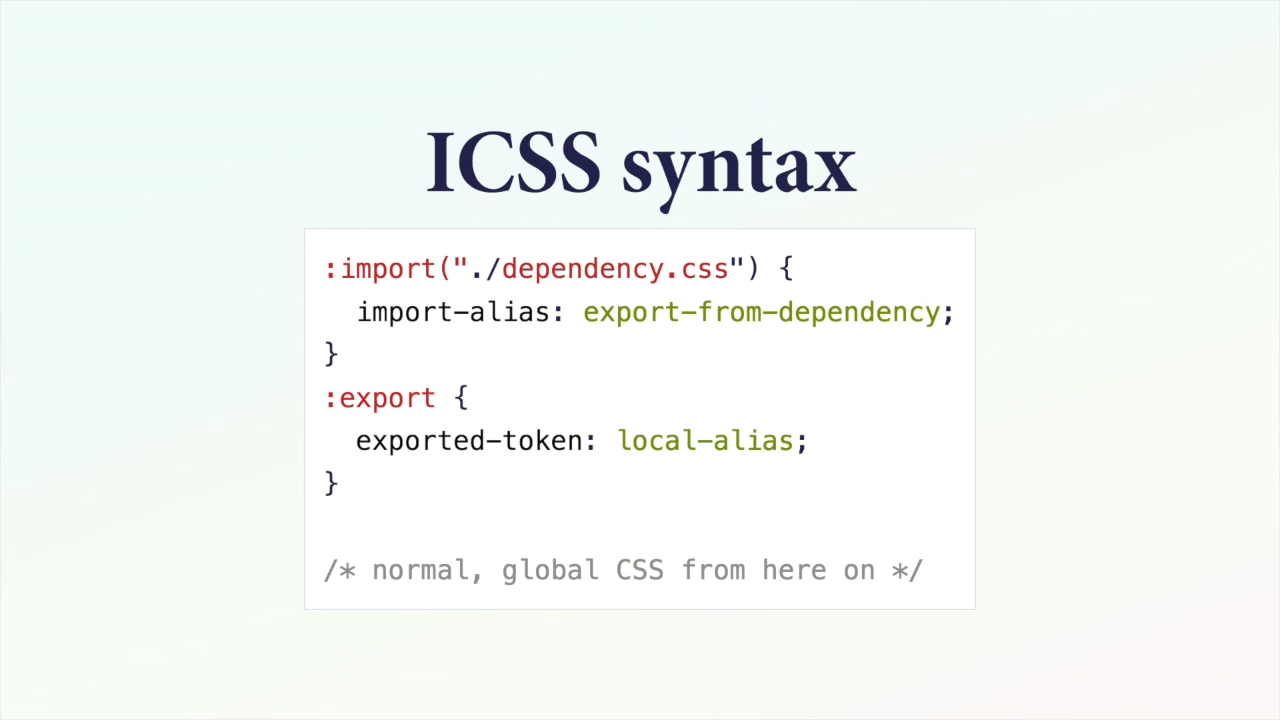 ICSS syntax
:import("./dependency.css") {
  import-alias: export-from-dependency;
}
:export {
  exported-token: local-alias;
}
/* normal, global CSS from here on */